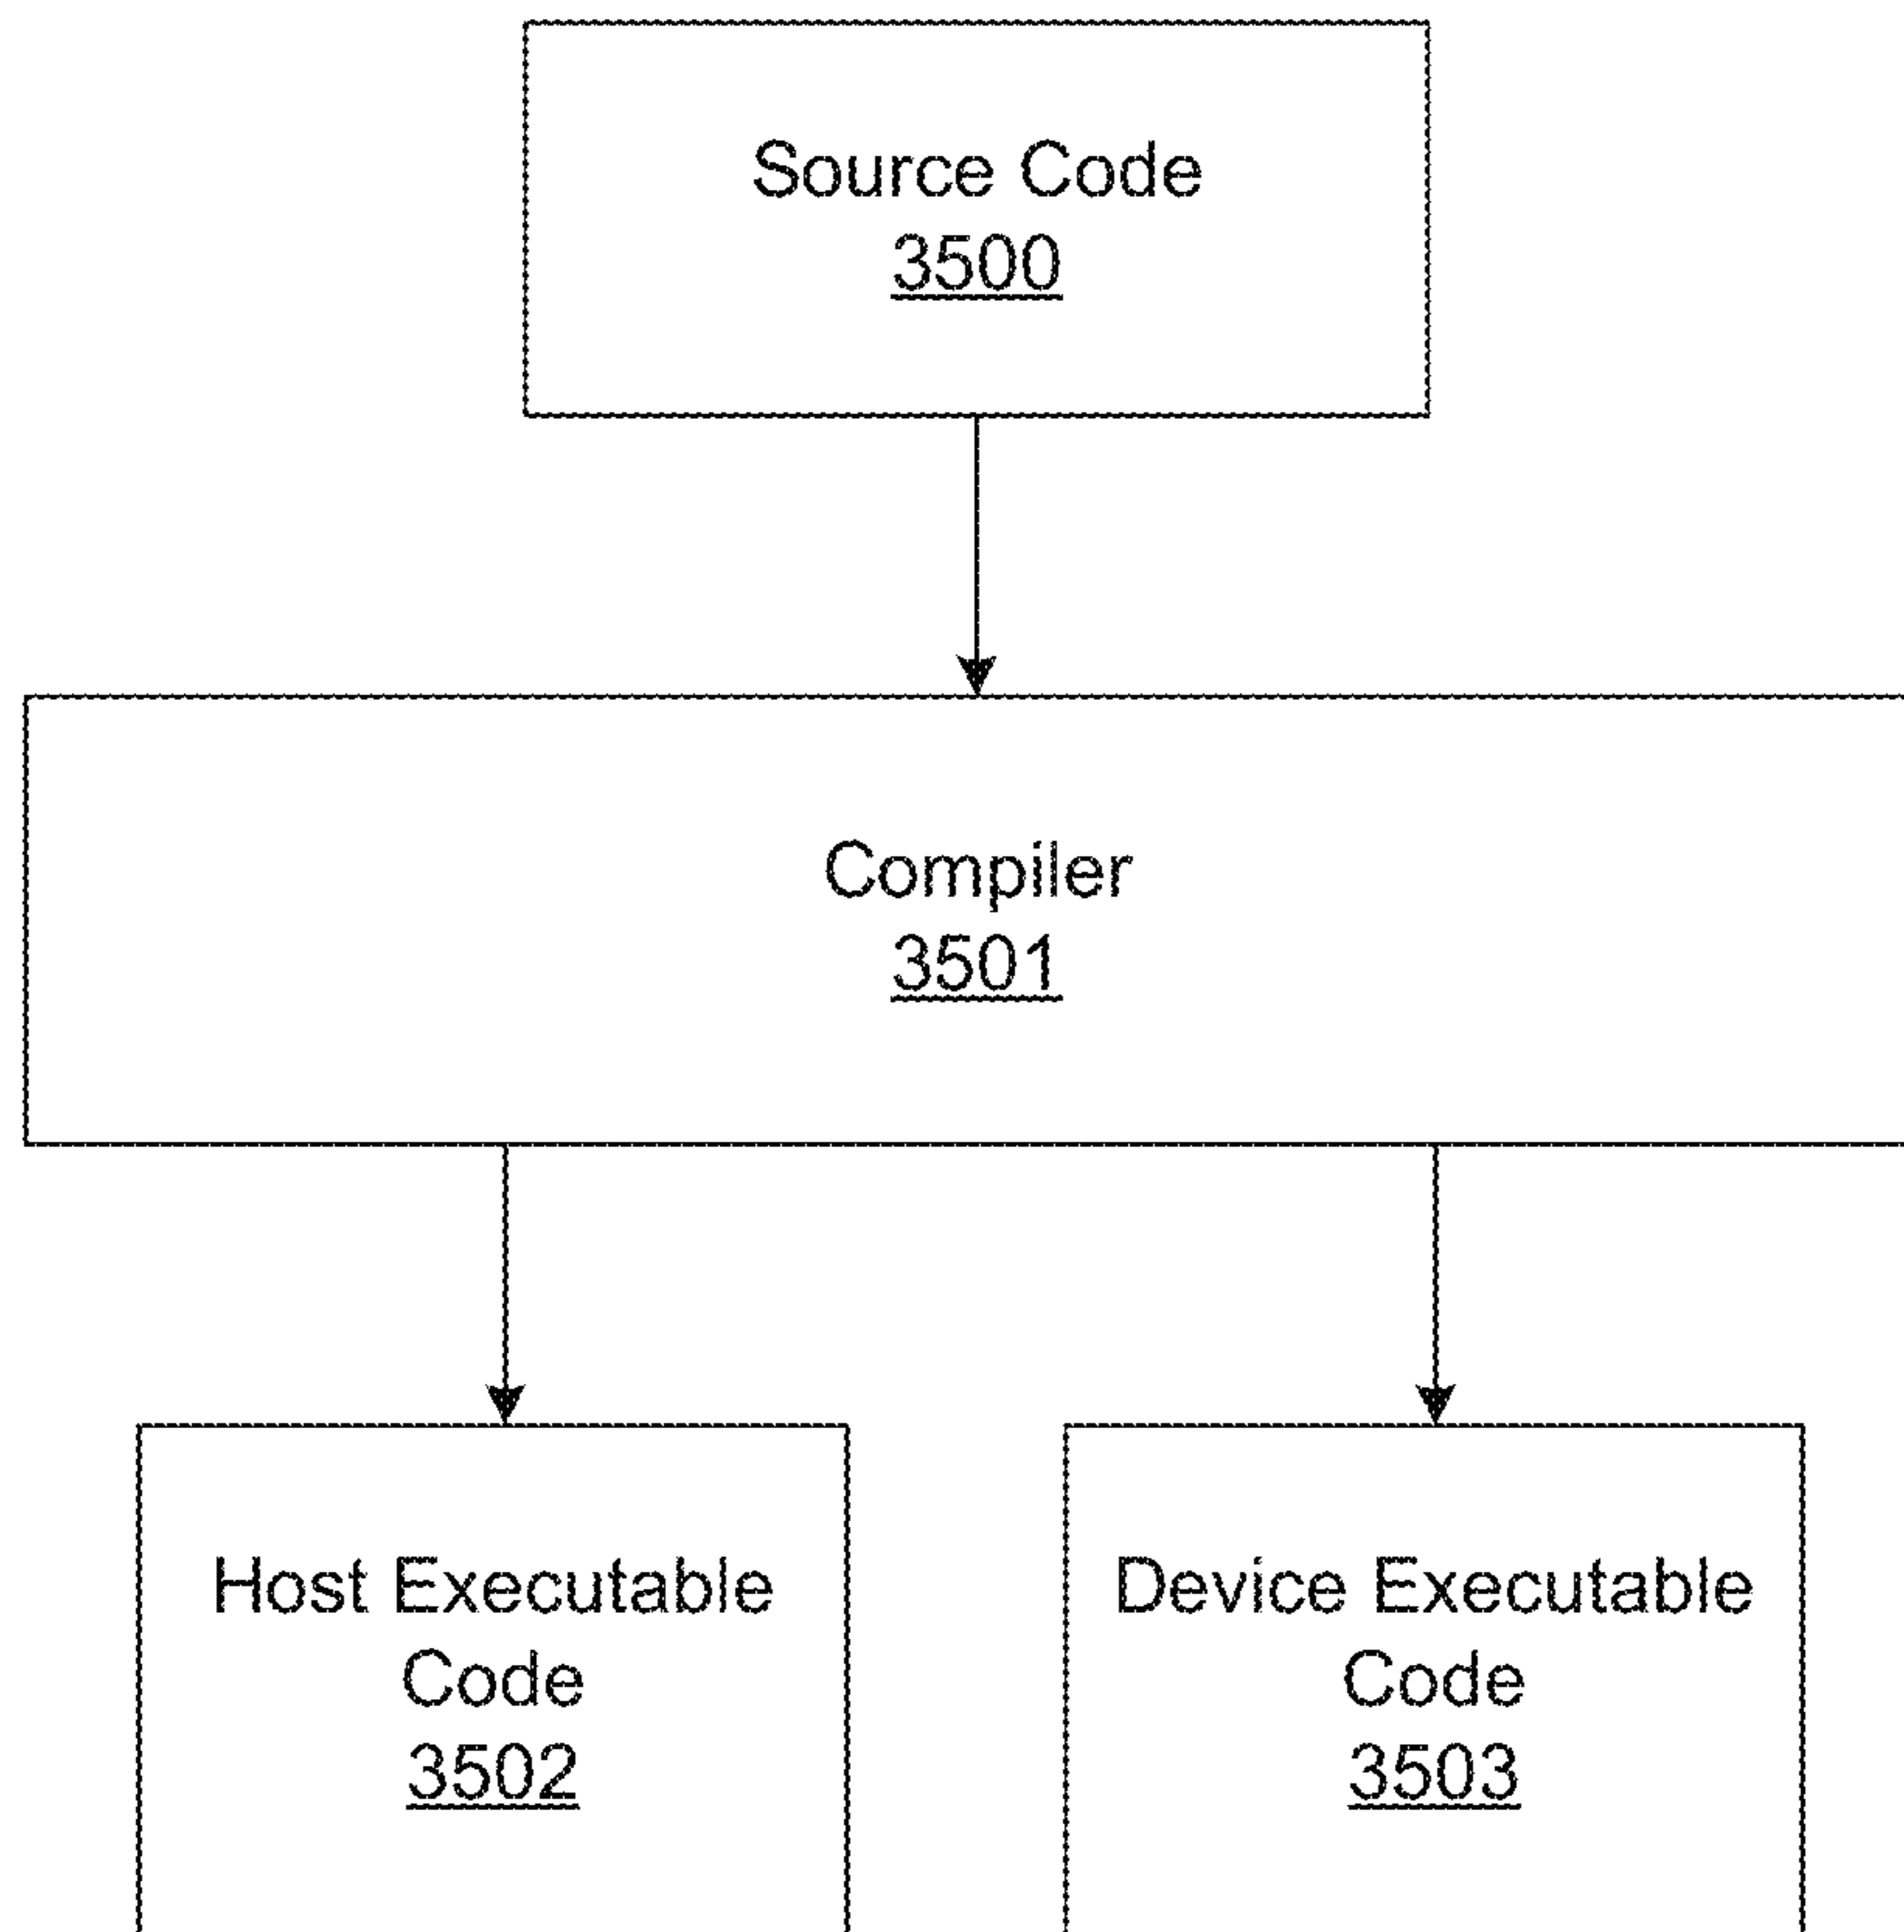 Source Code
3500
Compiler
3501
Host Executable
Code
3502
Device Executable
Code
3503